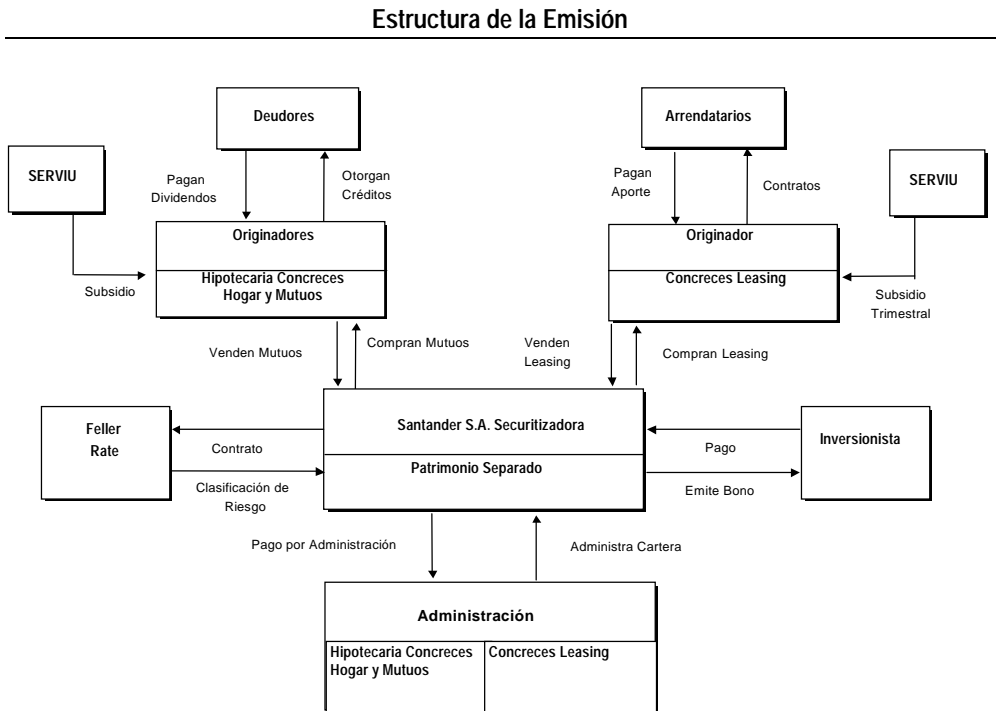 Estructura de la Emisión
Deudores
Arrendatarios
SERVIU
Pagan
Dividendos
Otorgan
Créditos
Pagan
Aporte
Contratos
SERVIU
Originadores
Hipotecaria Concreces
Hogar y Mutuos
Originador
Concreces Leasing
Subsidio
Subsidio
Trimestral
Venden Mutuos
Compran Mutuos
Venden
Leasing
Compran Leasing
Feller
Rate
Contrato
Clasificación de
Riesgo
Santander S.A. Securitizadora
Patrimonio Separado
Pago
Emite Bono
Inversionista
Pago por Administración
Administra Cartera
Administración
Hipotecaria Concreces
Hogar y Mutuos
Concreces Leasing